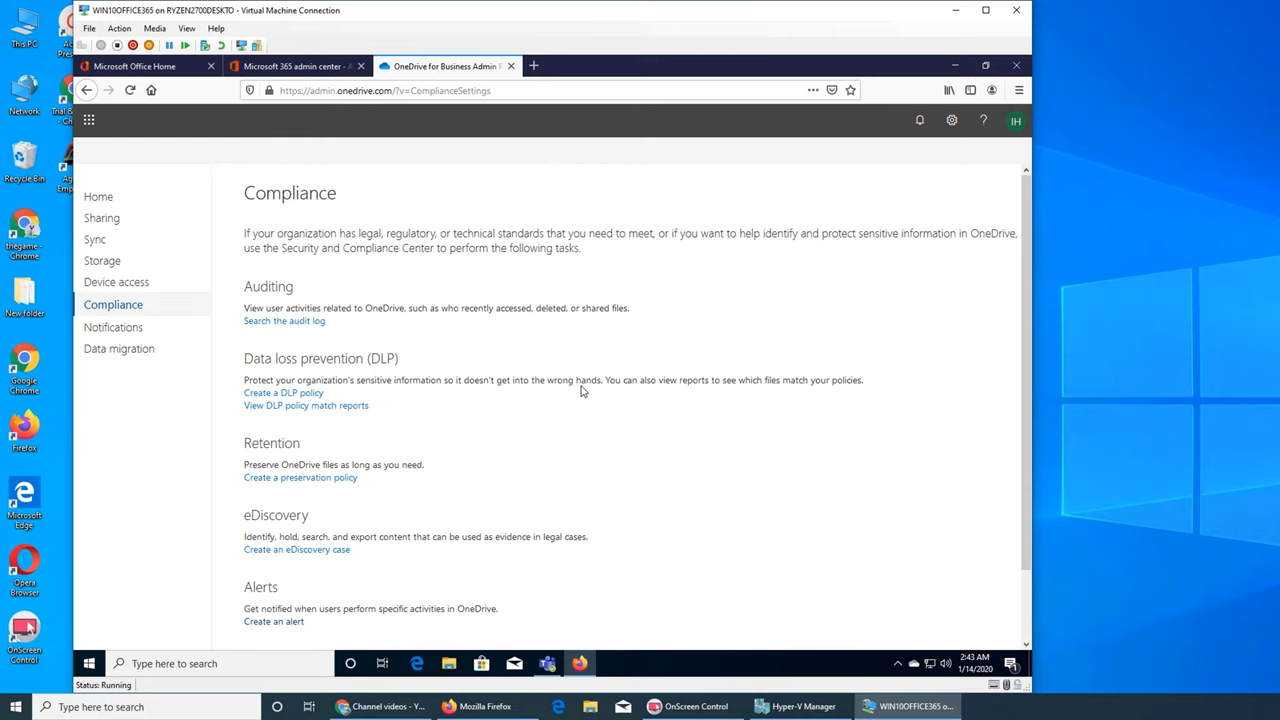 WIN10OFFICE365 on RYZEN2700DESKTO - Virtual Machine Connection
File Action Media View Help
Microsoft Office Home
Microsoft 365 admin center - A
OneDrive for Business Admin P
https://admin.onedrive.com/?v=ComplianceSettings
IH
Home
Sharing
Sync
Storage
Device access
Compliance
Notifications
Data migration
Compliance
If your organization has legal, regulatory, or technical standards that you need to meet, or if you want to help identify and protect sensitive information in OneDrive,
use the Security and Compliance Center to perform the following tasks.
Auditing
View user activities related to OneDrive, such as who recently accessed, deleted, or shared files.
Search the audit log
Data loss prevention (DLP)
Protect your organization's sensitive information so it doesn't get into the wrong hands. You can also view reports to see which files match your policies.
Create a DLP policy
View DLP policy match reports
Retention
Preserve OneDrive files as long as you need.
Create a preservation policy
eDiscovery
Identify, hold, search, and export content that can be used as evidence in legal cases.
Create an eDiscovery case
Alerts
Get notified when users perform specific activities in OneDrive.
Create an alert
Type here to search
2:43 AM
1/14/2020
Status: Running
This PC
Network
Recycle Bin
thegame -
Chrome
New folder
Google
Chrome
Firefox
Microsoft
Edge
Opera
Browser
OnScreen
Control
Type here to search
Channel videos - Y...
Mozilla Firefox
OnScreen Control
Hyper-V Manager
WIN10OFFICE365 o...